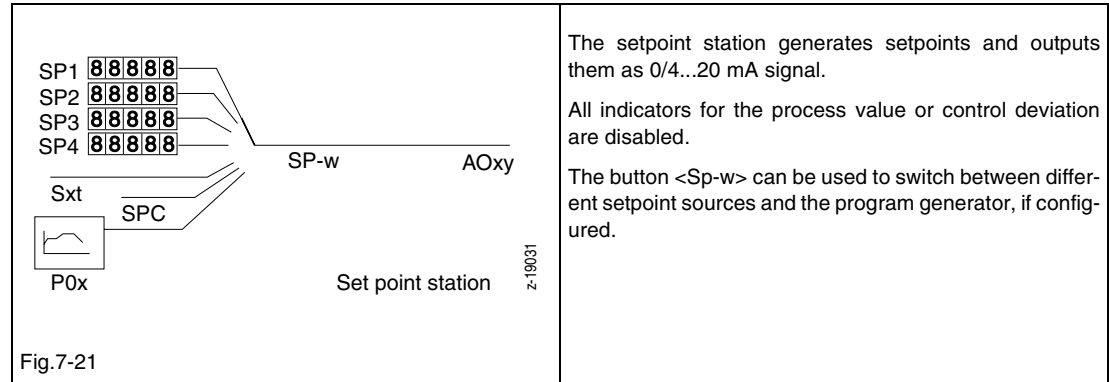 SP1 88888
SP2 88888
SP3 88888
SP4 88888
SP-w
AOxy
Sxt
SPC
P0x
Set point station
z-19031
Fig.7-21
The setpoint station generates setpoints and outputs
them as 0/4...20 mA signal.
All indicators for the process value or control deviation
are disabled.
The button <Sp-w> can be used to switch between differ-
ent setpoint sources and the program generator, if config-
ured.